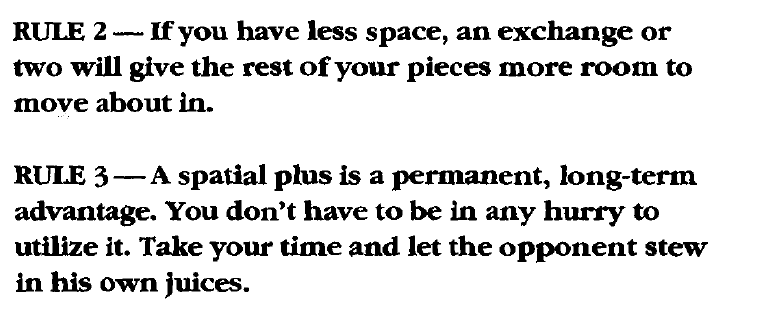 RULE 2 — If you have less space, an exchange or
two will give the rest of your pieces more room to
move about in.
RULE 3 — A spatial plus is a permanent, long-term
advantage. You don't have to be in any hurry to
utilize it. Take your time and let the opponent stew
in his own juices.